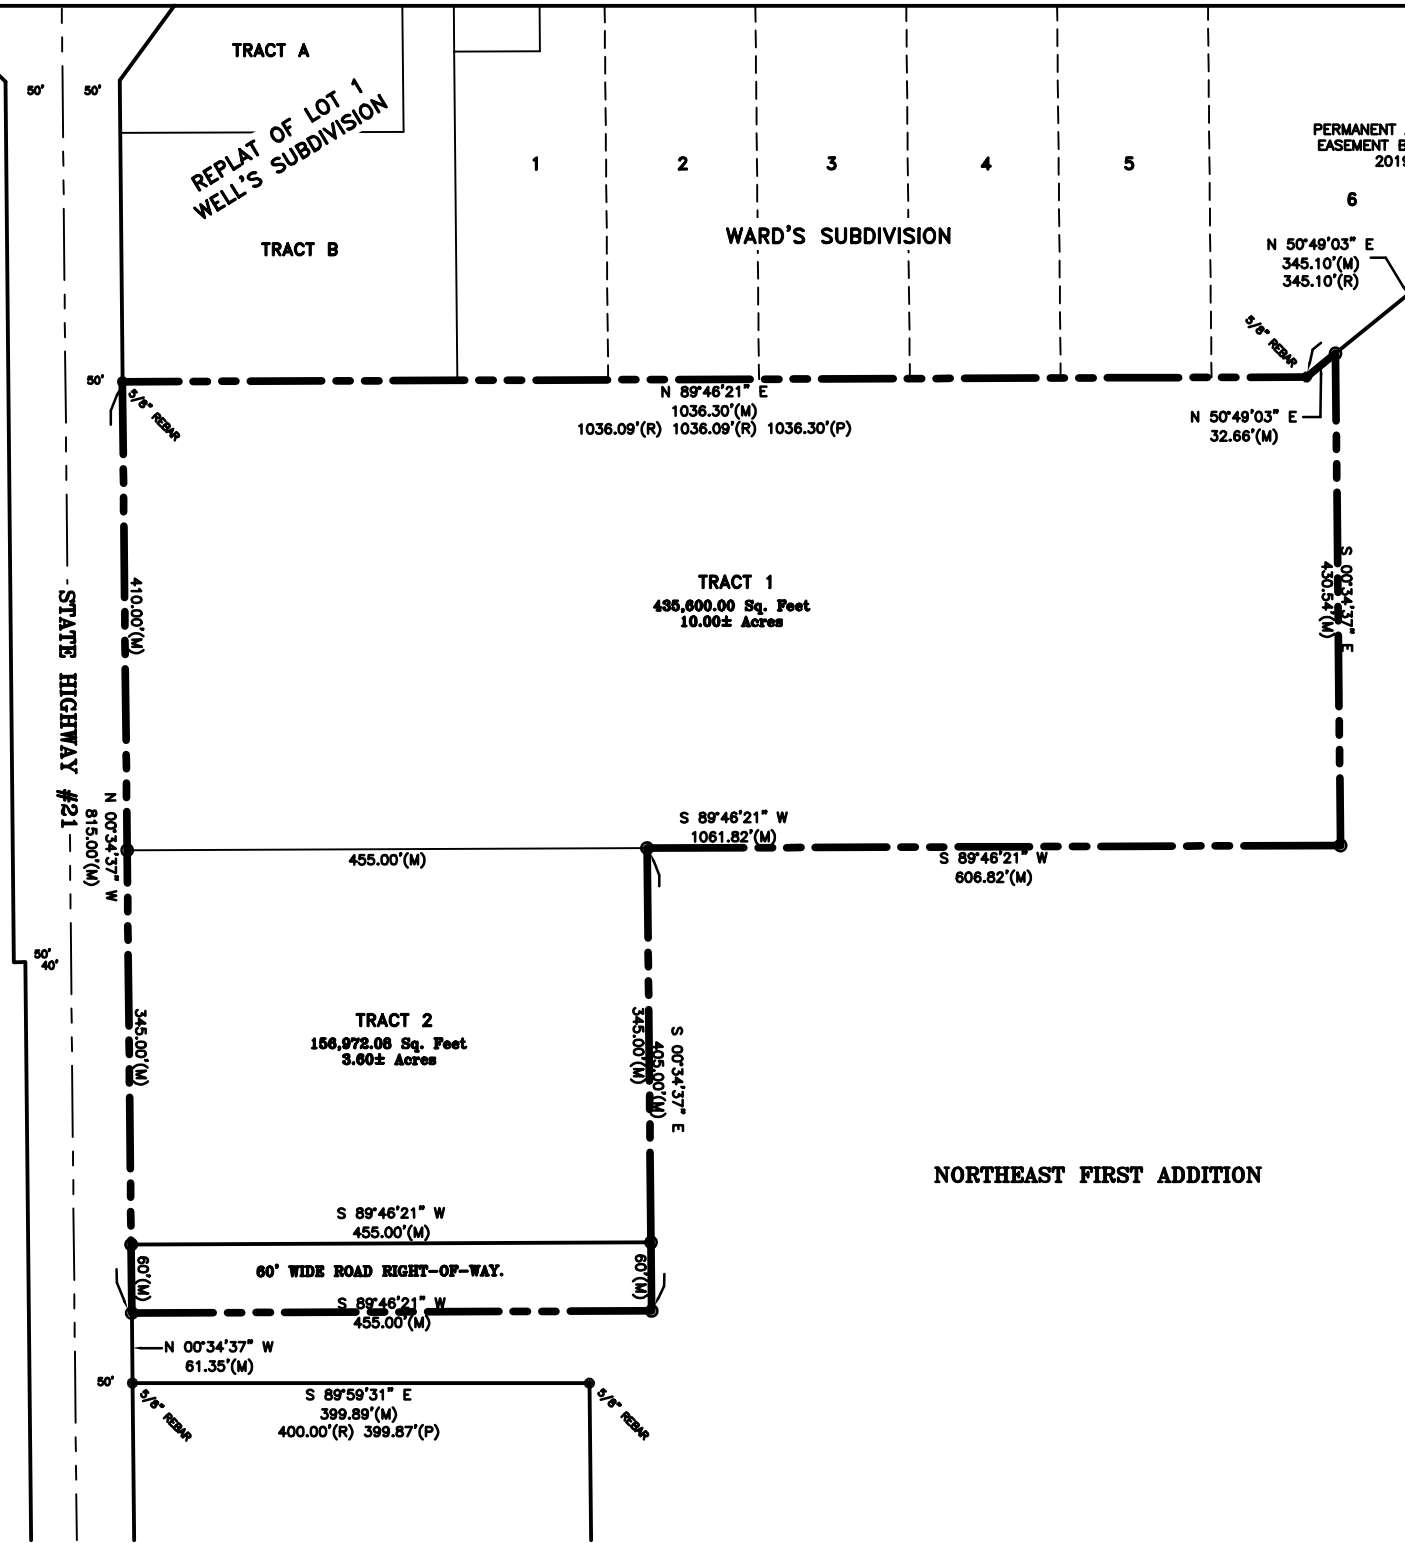 TRACT A
50'
50'
REPLAT OF LOT 1
WELL'S SUBDIVISION
TRACT B
1
2
3
4
5
6
PERMANENT
EASEMENT B
2019
WARD'S SUBDIVISION
N 50°49'03" E
345.10'(M)
345.10'(R)
5/8" REBAR
50'
5/8" REBAR
N 89°46'21" E
1036.30'(M)
1036.09'(R) 1036.09'(R) 1036.30'(P)
N 50°49'03" E
32.66'(M)
TRACT 1
435,600.00 Sq. Feet
10.00± Acres
S 00°34'37" E
430.54'(M)
410.00'(M)
STATE HIGHWAY #21
N 00°34'37" W
815.00'(M)
455.00'(M)
S 89°46'21" W
1061.82'(M)
S 89°46'21" W
606.82'(M)
50'
40'
TRACT 2
156,972.08 Sq. Feet
3.60± Acres
345.00'(M)
345.00'(M)
S 00°34'37" E
405.00'(M)
NORTHEAST FIRST ADDITION
S 89°46'21" W
455.00'(M)
60'(M)
60' WIDE ROAD RIGHT-OF-WAY.
60'(M)
S 89°46'21" W
455.00'(M)
N 00°34'37" W
61.35'(M)
50'
5/8" REBAR
S 89°59'31" E
399.89'(M)
400.00'(R) 399.87'(P)
5/8" REBAR